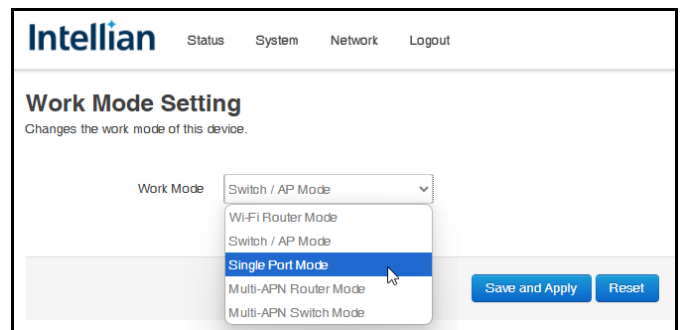 Intellian Status System Network Logout
Work Mode Setting
Changes the work mode of this device.
Work Mode Switch / AP Mode
Wi-Fi Router Mode
Switch / AP Mode
Single Port Mode
Multi-APN Router Mode
Save and Apply Reset
Multi-APN Switch Mode